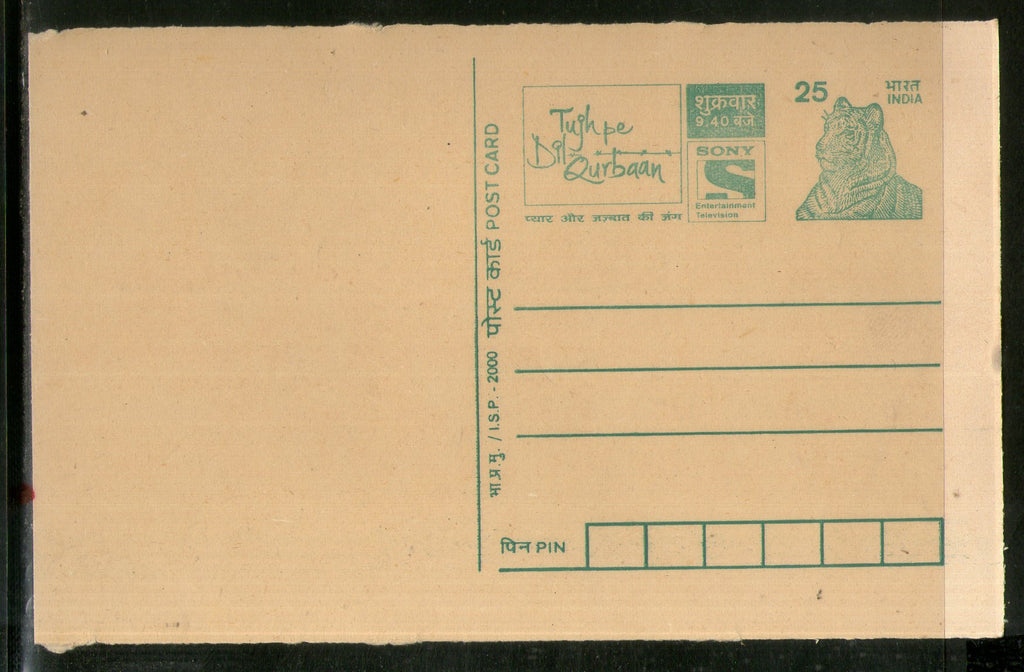 Tujhpe
Dil
Qurbaan
प्यार और जज़्बात की जंग
शुक्रवार
9.40 बजे
SONY
S
Entertainment
Television
25
भारत
INDIA
भा.प्र.मु. / I.S.P. - 2000 पोस्ट कार्ड POST CARD
पिन PIN